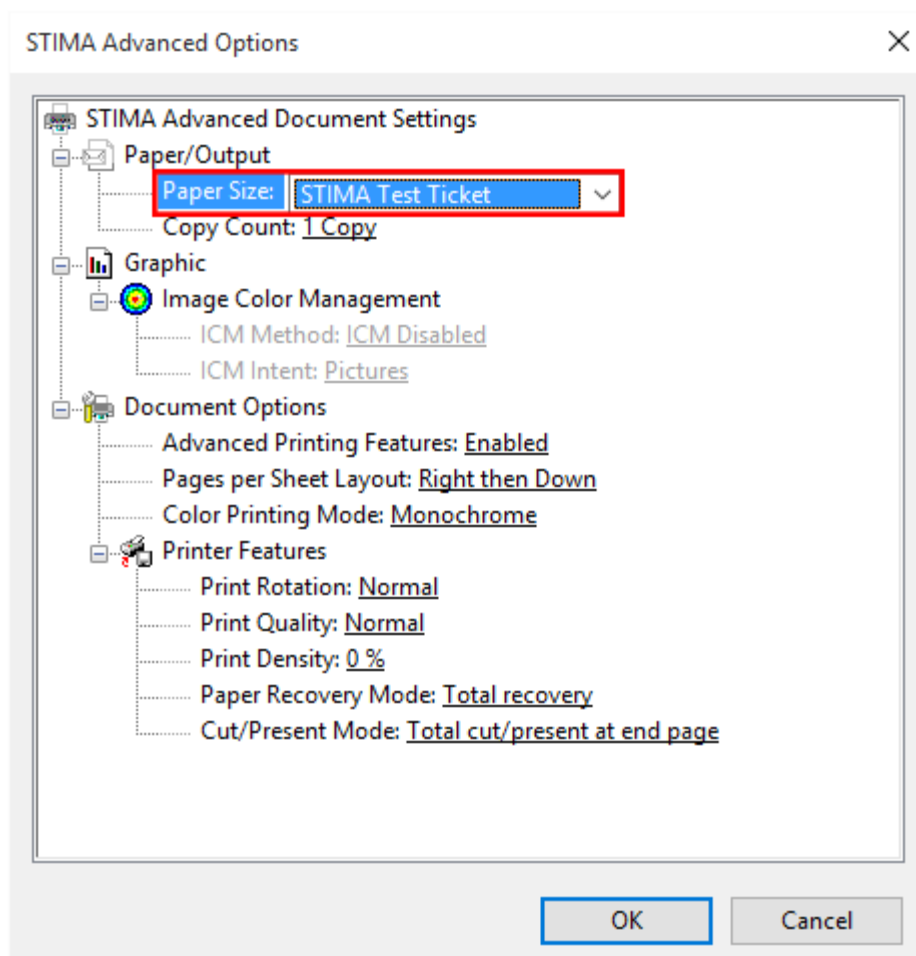 STIMA Advanced Options
STIMA Advanced Document Settings
Paper/Output
Paper Size: STIMA Test Ticket
Copy Count: 1 Copy
Graphic
Image Color Management
ICM Method: ICM Disabled
ICM Intent: Pictures
Document Options
Advanced Printing Features: Enabled
Pages per Sheet Layout: Right then Down
Color Printing Mode: Monochrome
Printer Features
Print Rotation: Normal
Print Quality: Normal
Print Density: 0 %
Paper Recovery Mode: Total recovery
Cut/Present Mode: Total cut/present at end page
OK Cancel